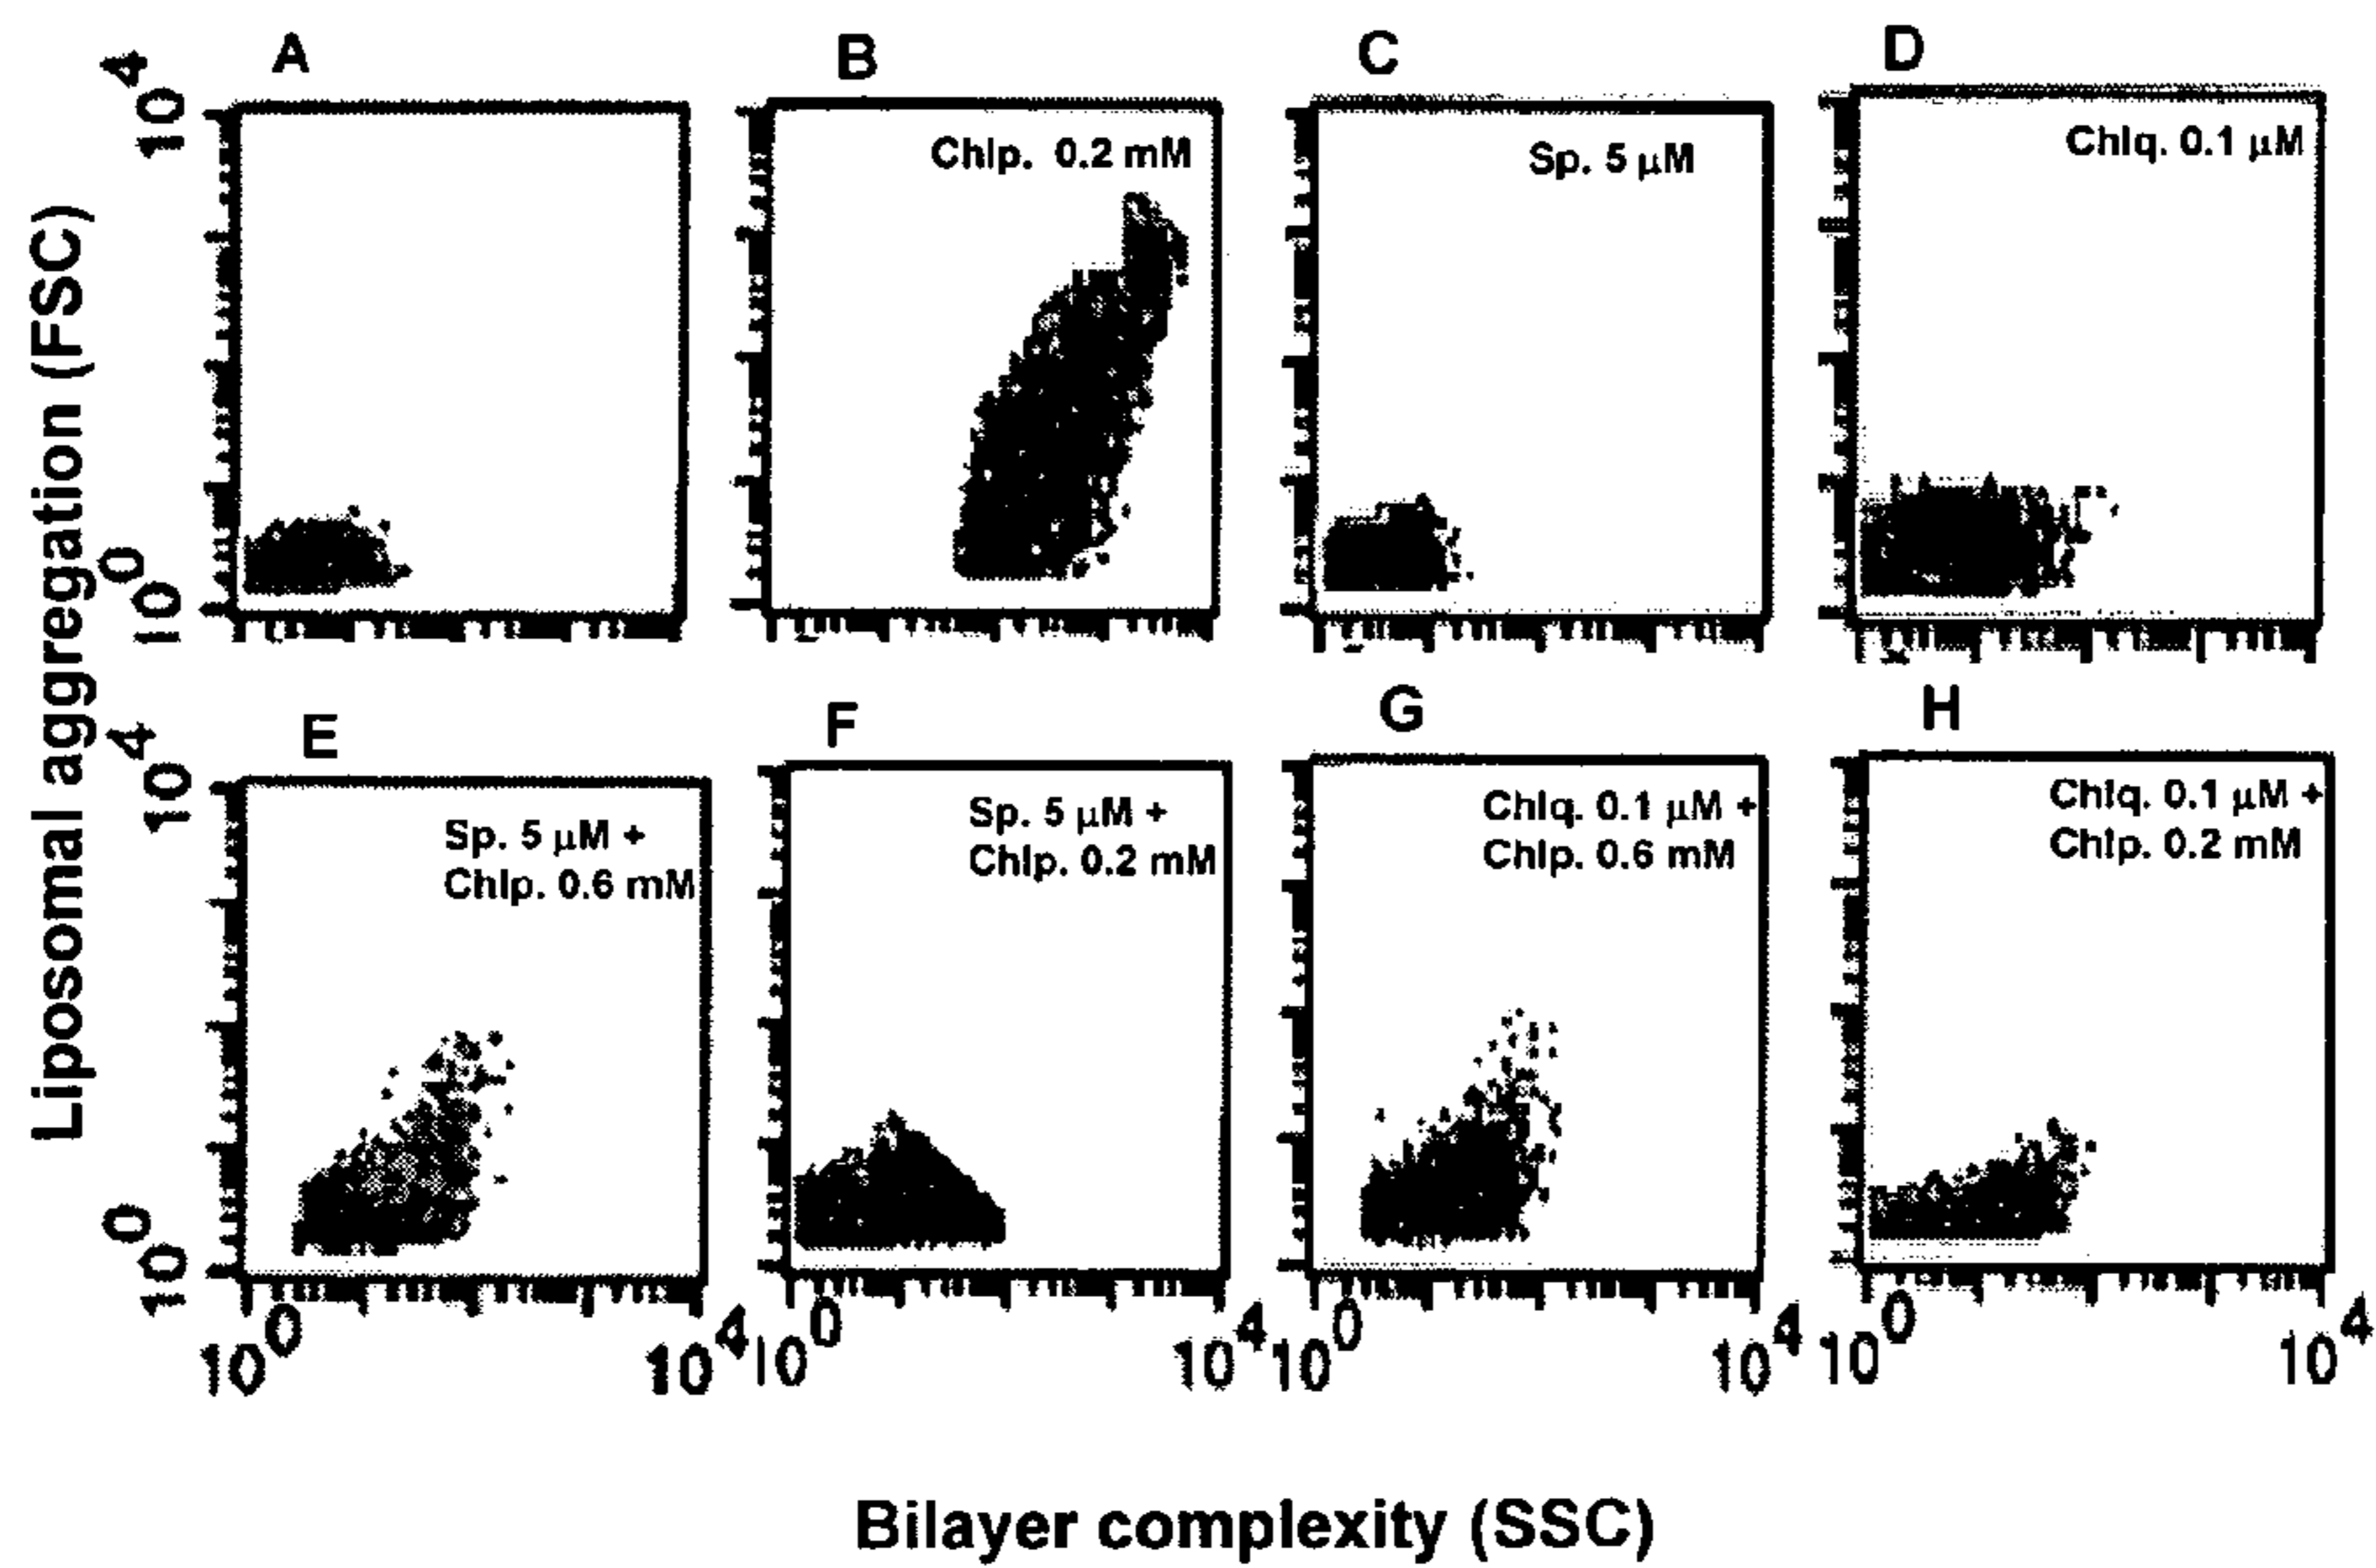 A B C D
10^4
Chlp. 0.2 mM
Sp. 5 μM
Chlq. 0.1 μM
10^0
Liposomal aggregation (FSC)
E F G H
10^4
Sp. 5 μM +
Chlp. 0.6 mM
Sp. 5 μM +
Chlp. 0.2 mM
Chlq. 0.1 μM +
Chlp. 0.6 mM
Chlq. 0.1 μM +
Chlp. 0.2 mM
10^0
10^0 10^4 10^0 10^4 10^0 10^4 10^0 10^4
Bilayer complexity (SSC)